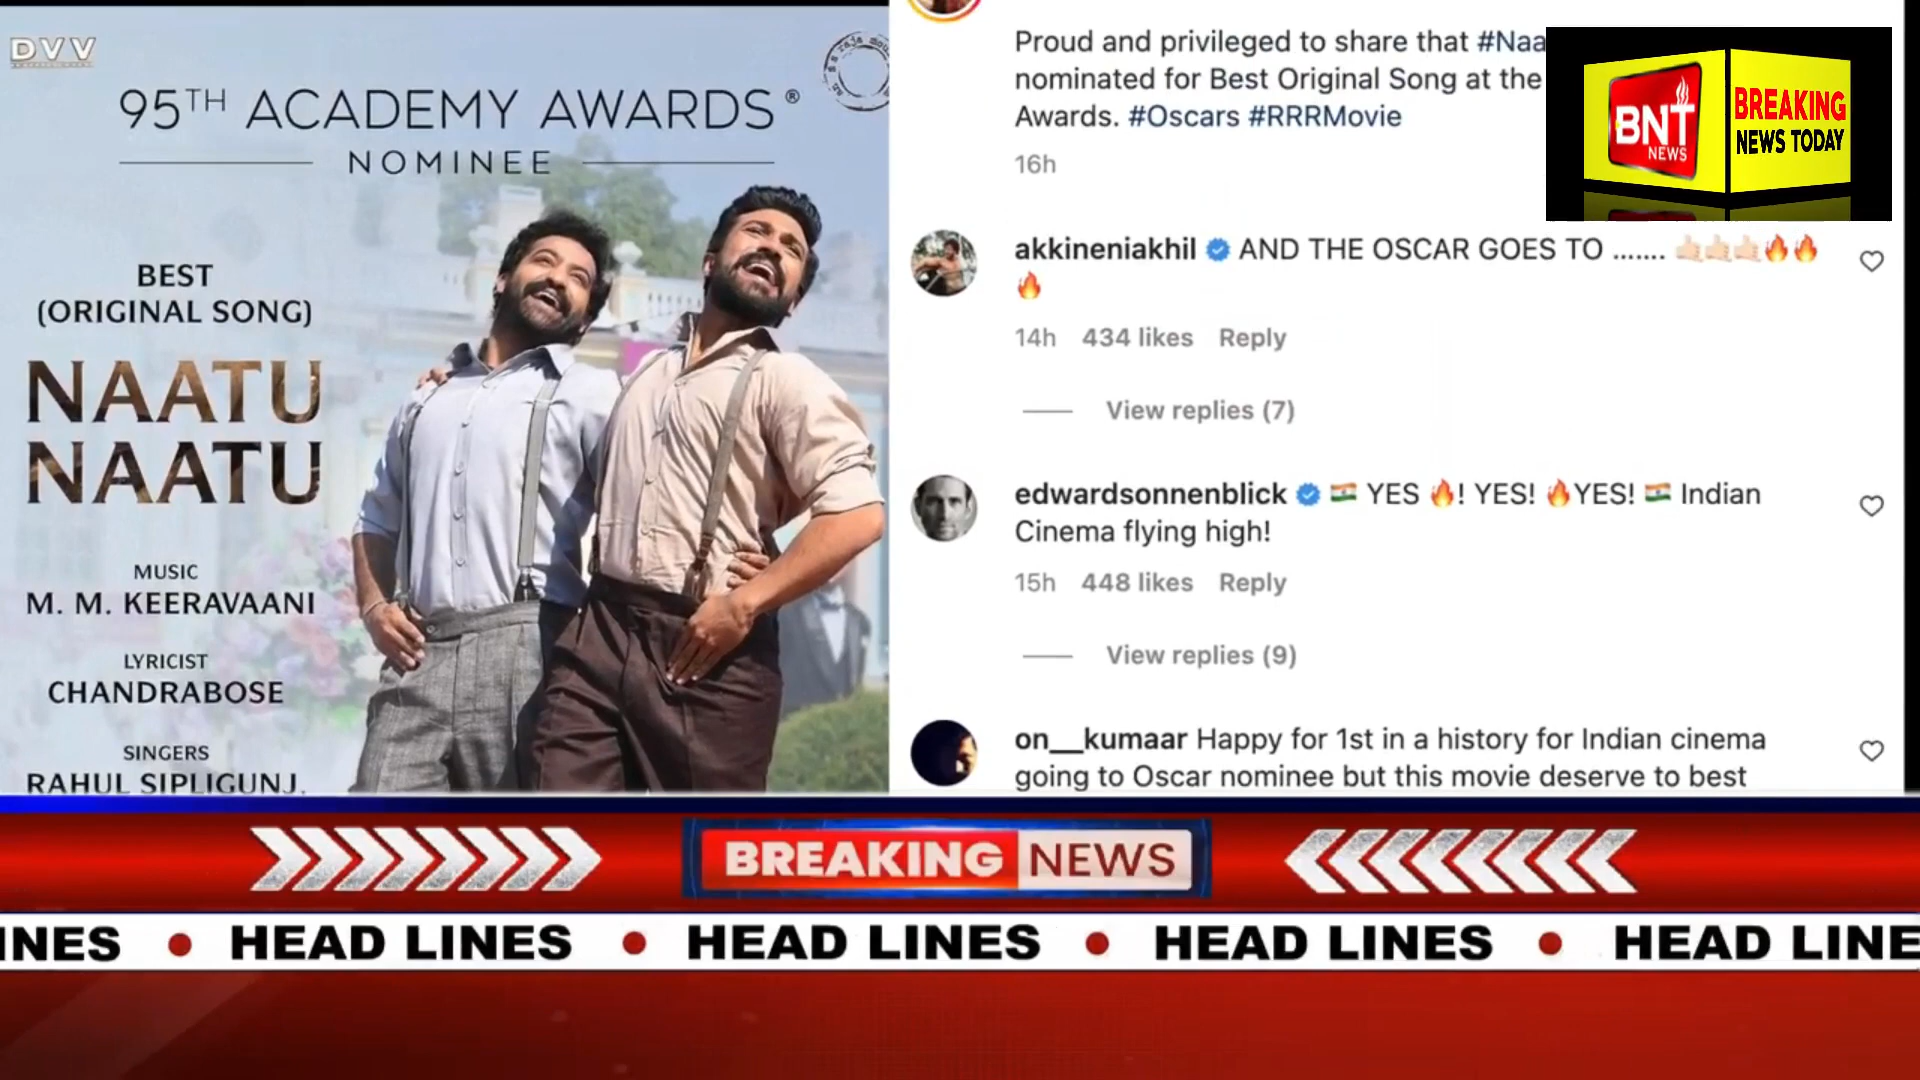 DVV
95TH ACADEMY AWARDS®
NOMINEE
BEST
(ORIGINAL SONG)
NAATU
NAATU
MUSIC
M. M. KEERAVAANI
LYRICIST
CHANDRABOSE
SINGERS
RAHUL SIPLIGUNJ,
Proud and privileged to share that #Naa
nominated for Best Original Song at the
Awards. #Oscars #RRRMovie
16h
BNT
NEWS
BREAKING
NEWS TODAY
akkineniakhil AND THE OSCAR GOES TO ....... 🤙🏻🤙🏻🤙🏻🔥🔥
🔥
14h 434 likes Reply
View replies (7)
edwardsonnenblick 🇮🇳 YES 🔥! YES! 🔥YES! 🇮🇳 Indian
Cinema flying high!
15h 448 likes Reply
View replies (9)
on__kumaar Happy for 1st in a history for Indian cinema
going to Oscar nominee but this movie deserve to best
BREAKING NEWS
INES • HEAD LINES • HEAD LINES • HEAD LINES • HEAD LINE